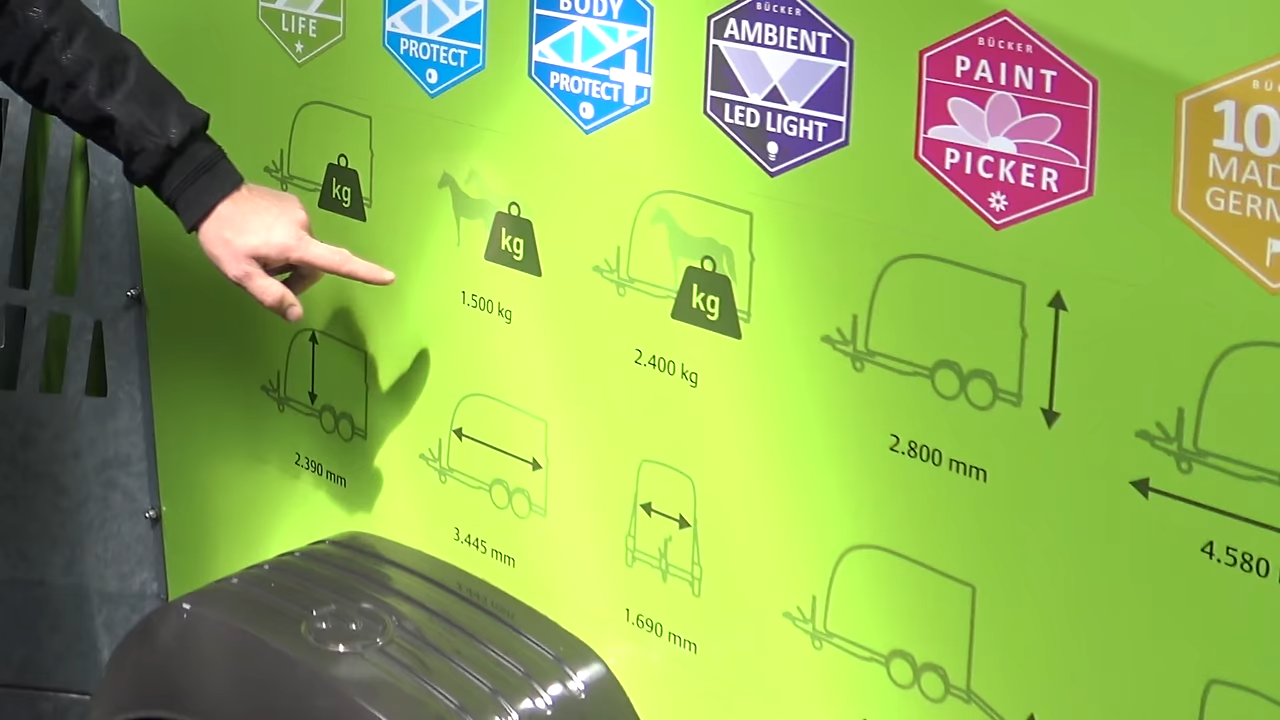 LIFE
PROTECT
BODY
PROTECT
BÜCKER
AMBIENT
LED LIGHT
BÜCKER
PAINT
PICKER
10
MAD
GERM
kg
kg
1.500 kg
kg
2.400 kg
2.800 mm
4.580
2.390 mm
3.445 mm
1.690 mm